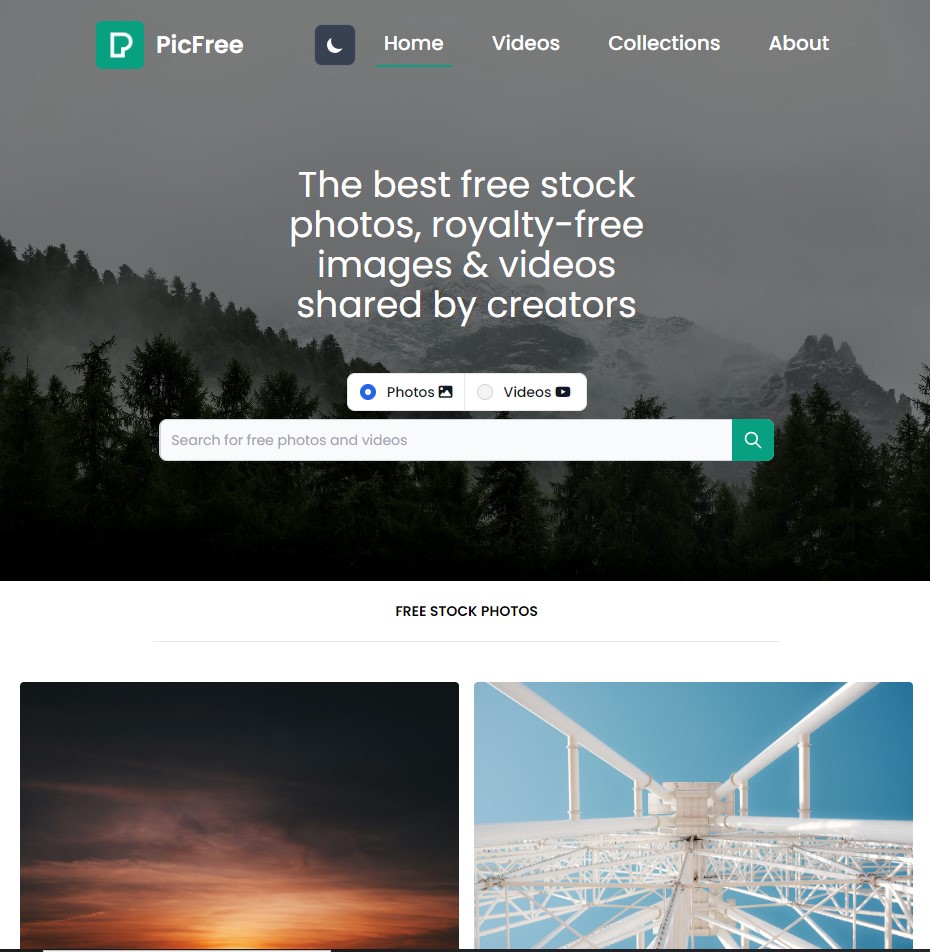 PicFree
Home Videos Collections About
The best free stock
photos, royalty-free
images & videos
shared by creators
Photos Videos
Search for free photos and videos
FREE STOCK PHOTOS